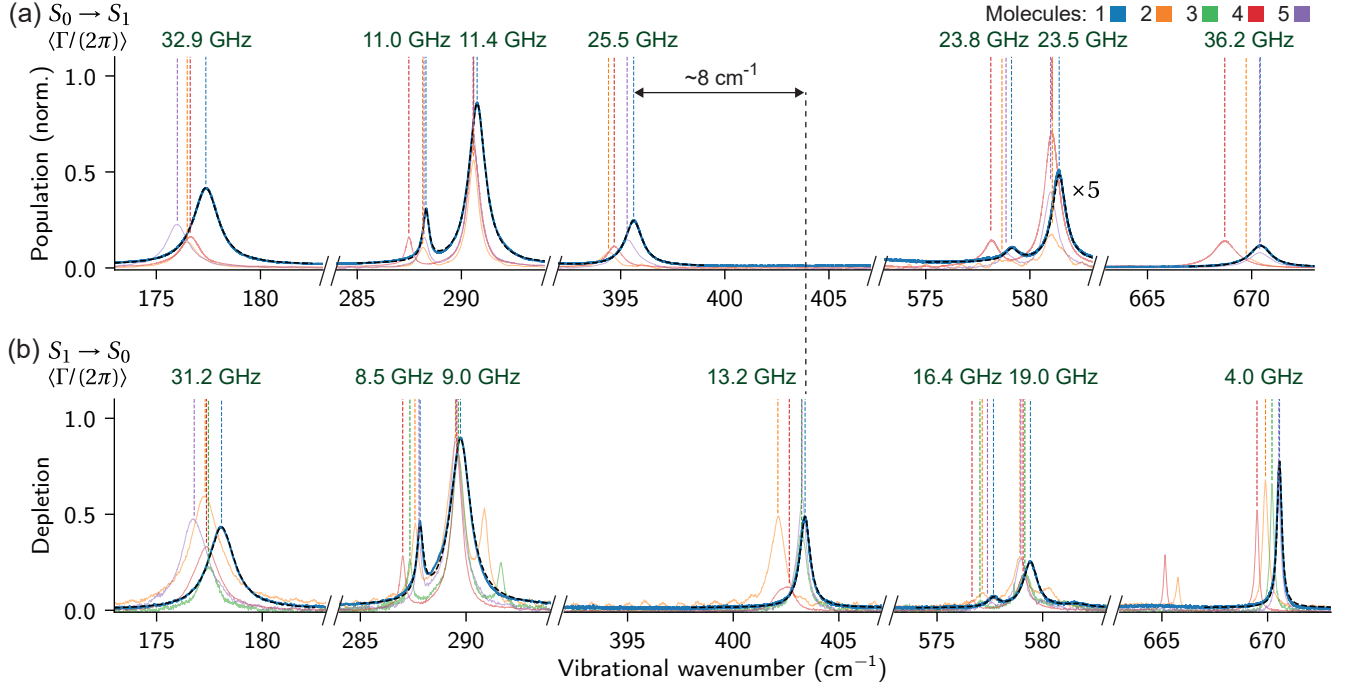 (a) S₀ → S₁
Molecules: 1 2 3 4 5
⟨Γ/(2π)⟩ 32.9 GHz 11.0 GHz 11.4 GHz 25.5 GHz 23.8 GHz 23.5 GHz 36.2 GHz
~8 cm⁻¹
×5
Population (norm.)
1.0
0.5
0.0
175 180 285 290 395 400 405 575 580 665 670
(b) S₁ → S₀
⟨Γ/(2π)⟩ 31.2 GHz 8.5 GHz 9.0 GHz 13.2 GHz 16.4 GHz 19.0 GHz 4.0 GHz
Depletion
1.0
0.5
0.0
175 180 285 290 395 400 405 575 580 665 670
Vibrational wavenumber (cm⁻¹)